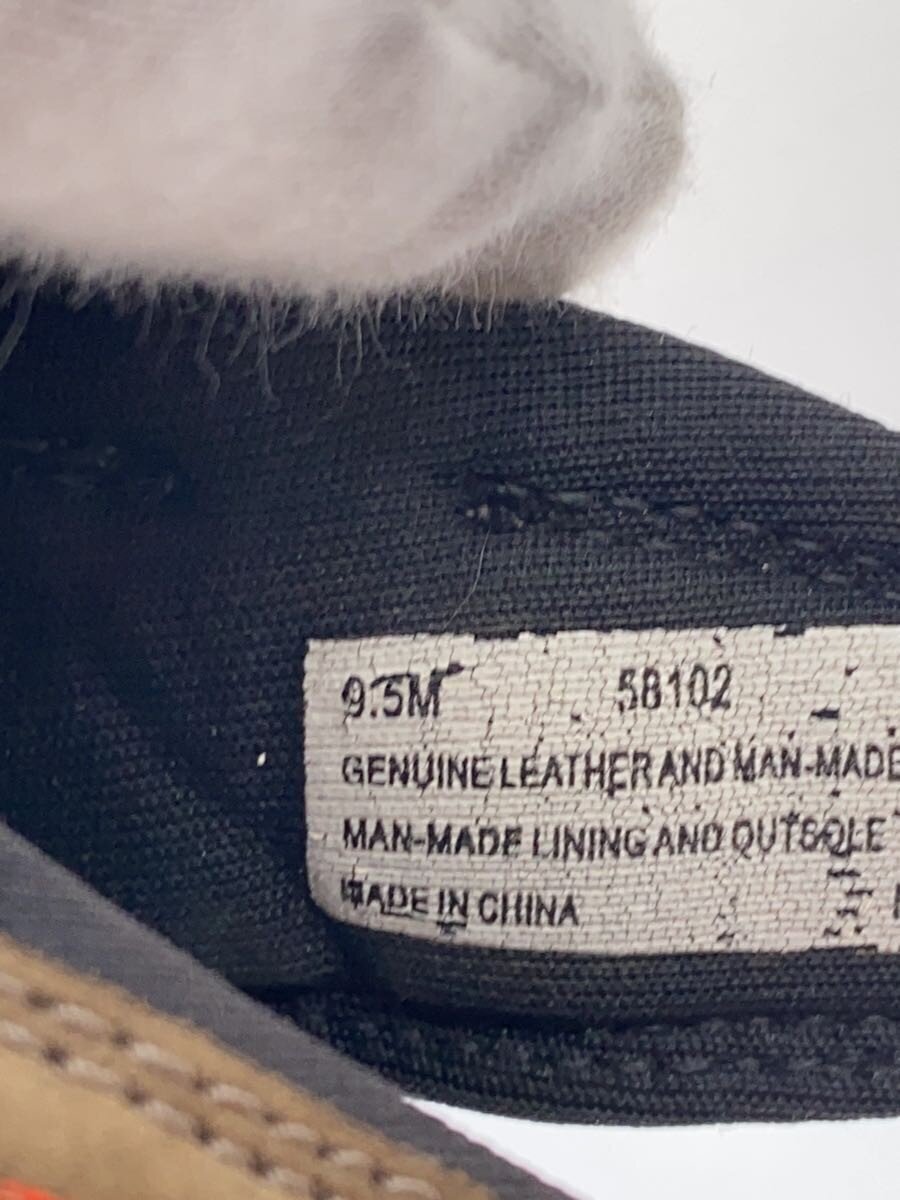 9.5M 58102
GENUINE LEATHER AND MAN-MADE
MAN-MADE LINING AND OUTSOLE
MADE IN CHINA